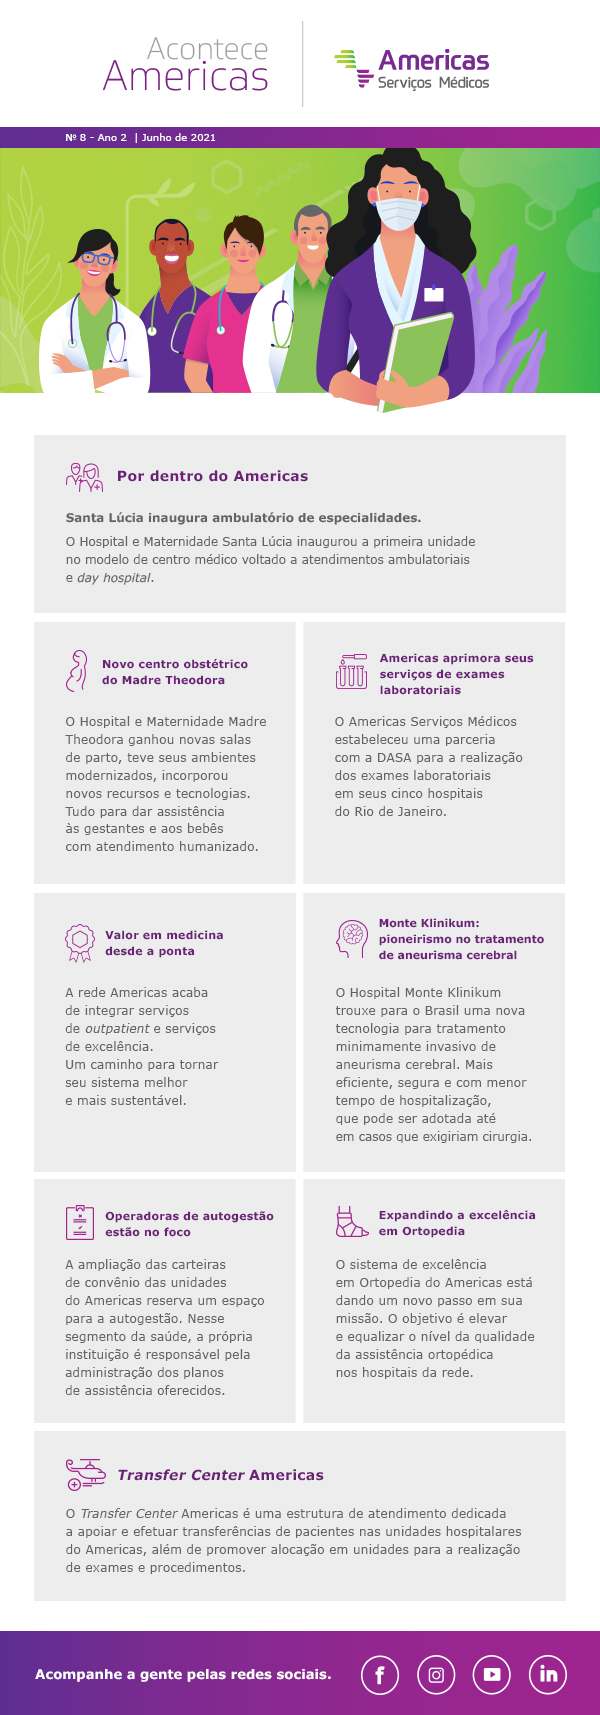 Acontece
Americas
Americas
Serviços Médicos
Nº 8 - Ano 2 | Junho de 2021
Por dentro do Americas
Santa Lúcia inaugura ambulatório de especialidades.
O Hospital e Maternidade Santa Lúcia inaugurou a primeira unidade
no modelo de centro médico voltado a atendimentos ambulatoriais
e day hospital.
Novo centro obstétrico
do Madre Theodora
O Hospital e Maternidade Madre
Theodora ganhou novas salas
de parto, teve seus ambientes
modernizados, incorporou
novos recursos e tecnologias.
Tudo para dar assistência
às gestantes e aos bebês
com atendimento humanizado.
Americas aprimora seus
serviços de exames
laboratoriais
O Americas Serviços Médicos
estabeleceu uma parceria
com a DASA para a realização
dos exames laboratoriais
em seus cinco hospitais
do Rio de Janeiro.
Valor em medicina
desde a ponta
A rede Americas acaba
de integrar serviços
de outpatient e serviços
de excelência.
Um caminho para tornar
seu sistema melhor
e mais sustentável.
Monte Klinikum:
pioneirismo no tratamento
de aneurisma cerebral
O Hospital Monte Klinikum
trouxe para o Brasil uma nova
tecnologia para tratamento
minimamente invasivo de
aneurisma cerebral. Mais
eficiente, segura e com menor
tempo de hospitalização,
que pode ser adotada até
em casos que exigiriam cirurgia.
Operadoras de autogestão
estão no foco
A ampliação das carteiras
de convênio das unidades
do Americas reserva um espaço
para a autogestão. Nesse
segmento da saúde, a própria
instituição é responsável pela
administração dos planos
de assistência oferecidos.
Expandindo a excelência
em Ortopedia
O sistema de excelência
em Ortopedia do Americas está
dando um novo passo em sua
missão. O objetivo é elevar
e equalizar o nível da qualidade
da assistência ortopédica
nos hospitais da rede.
Transfer Center Americas
O Transfer Center Americas é uma estrutura de atendimento dedicada
a apoiar e efetuar transferências de pacientes nas unidades hospitalares
do Americas, além de promover alocação em unidades para a realização
de exames e procedimentos.
Acompanhe a gente pelas redes sociais.